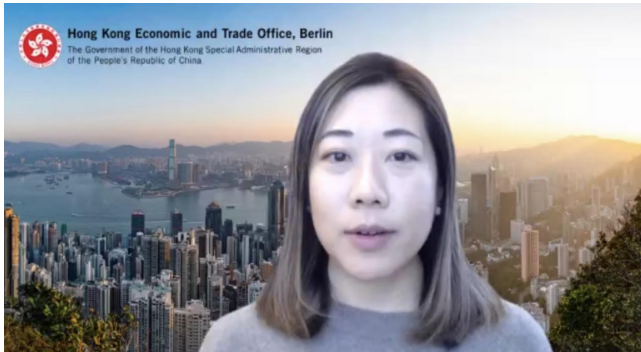 Hong Kong Economic and Trade Office, Berlin
The Government of the Hong Kong Special Administrative Region
of the People's Republic of China